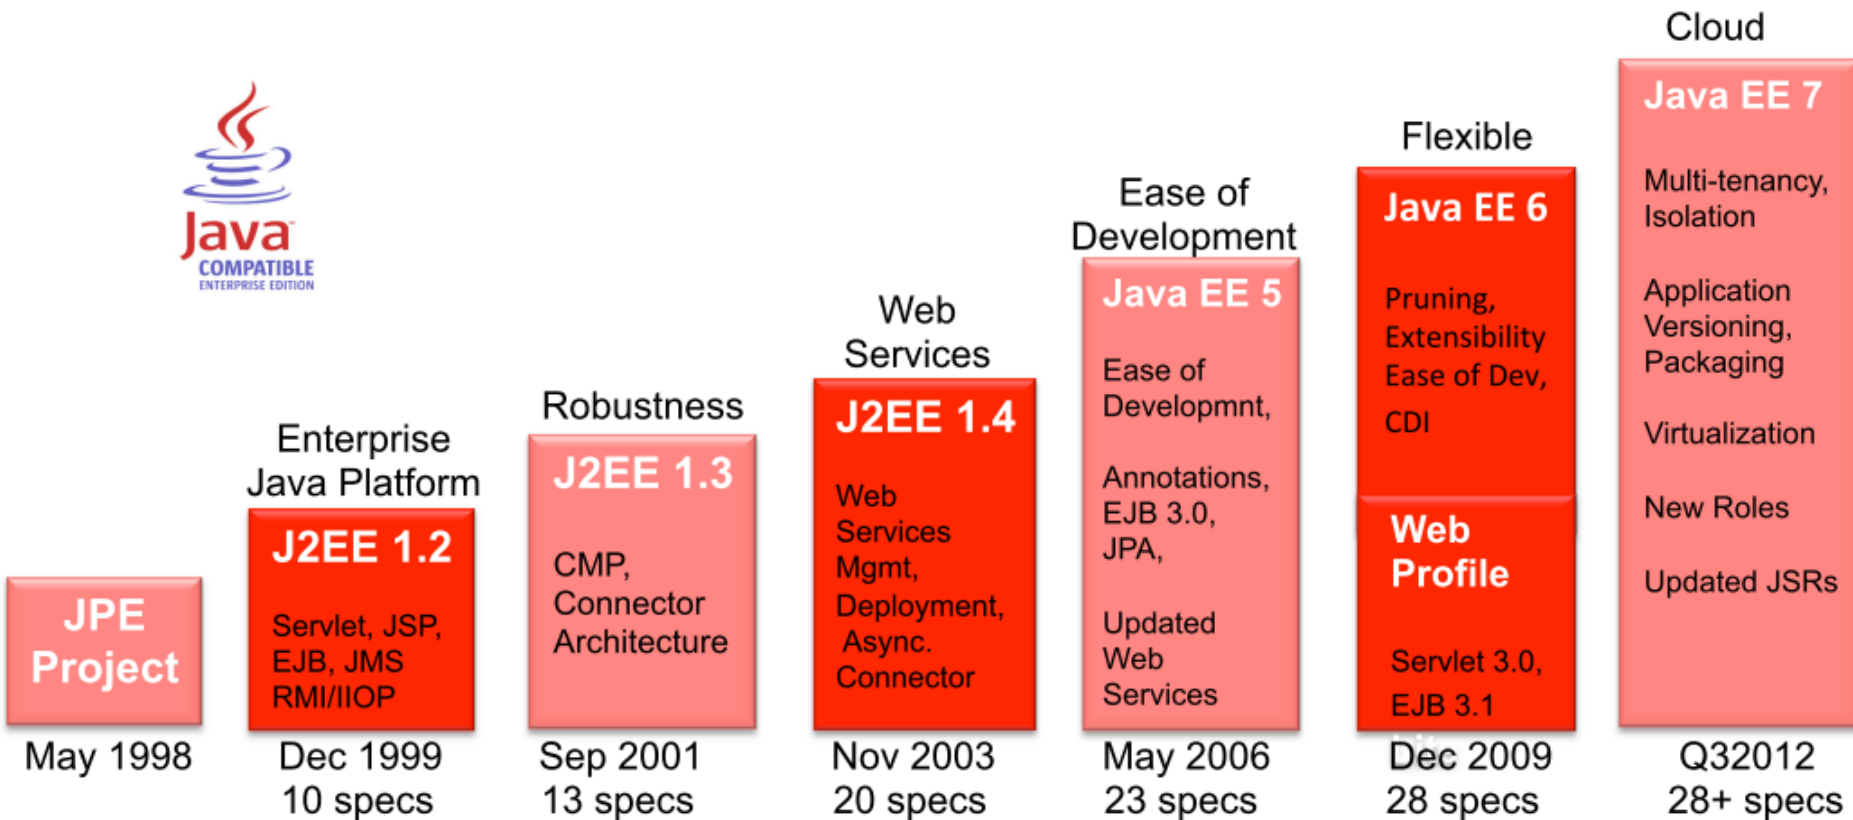 Java™
COMPATIBLE
ENTERPRISE EDITION
JPE
Project
May 1998
Enterprise
Java Platform
J2EE 1.2
Servlet, JSP,
EJB, JMS
RMI/IIOP
Dec 1999
10 specs
Robustness
J2EE 1.3
CMP,
Connector
Architecture
Sep 2001
13 specs
Web
Services
J2EE 1.4
Web
Services
Mgmt,
Deployment,
Async.
Connector
Nov 2003
20 specs
Ease of
Development
Java EE 5
Ease of
Developmnt,
Annotations,
EJB 3.0,
JPA,
Updated
Web
Services
May 2006
23 specs
Flexible
Java EE 6
Pruning,
Extensibility
Ease of Dev,
CDI
Web
Profile
Servlet 3.0,
EJB 3.1
Dec 2009
28 specs
Cloud
Java EE 7
Multi-tenancy,
Isolation
Application
Versioning,
Packaging
Virtualization
New Roles
Updated JSRs
Q32012
28+ specs